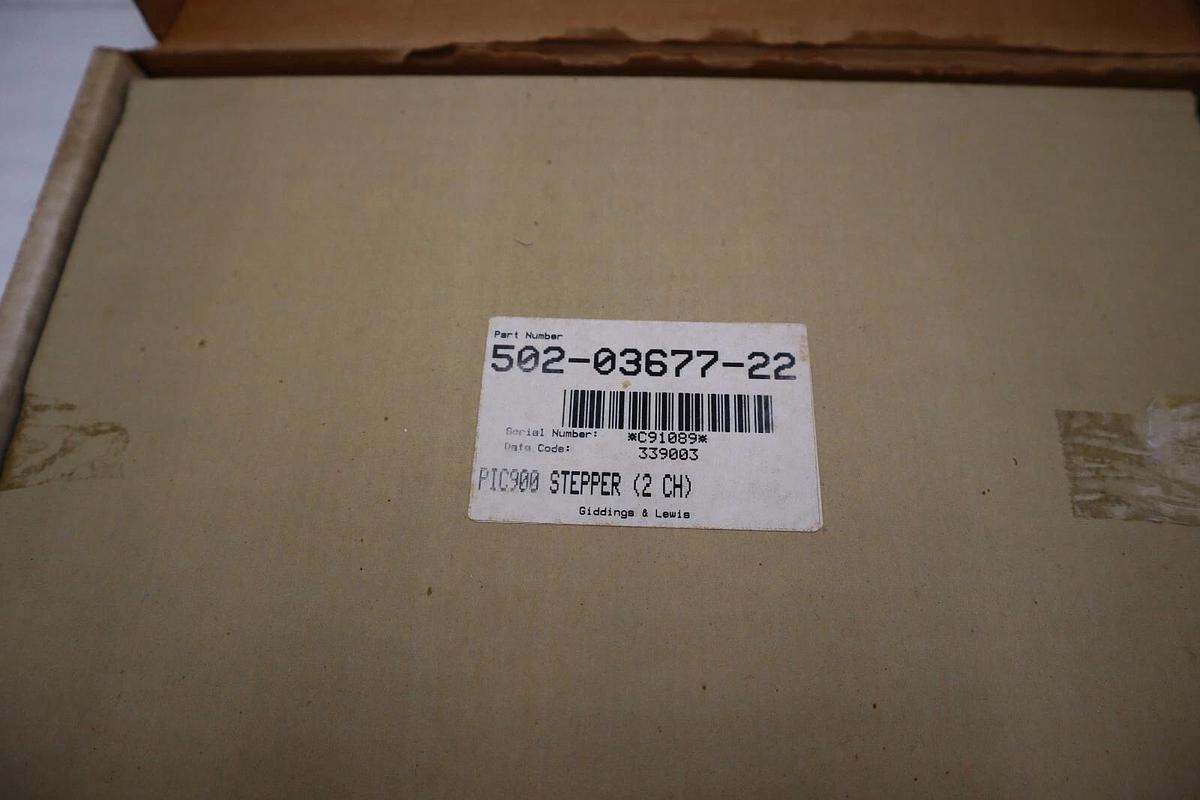 Part Number
502-03677-22
Serial Number: *C91089*
Date Code: 339003
PIC900 STEPPER (2 CH)
Giddings & Lewis